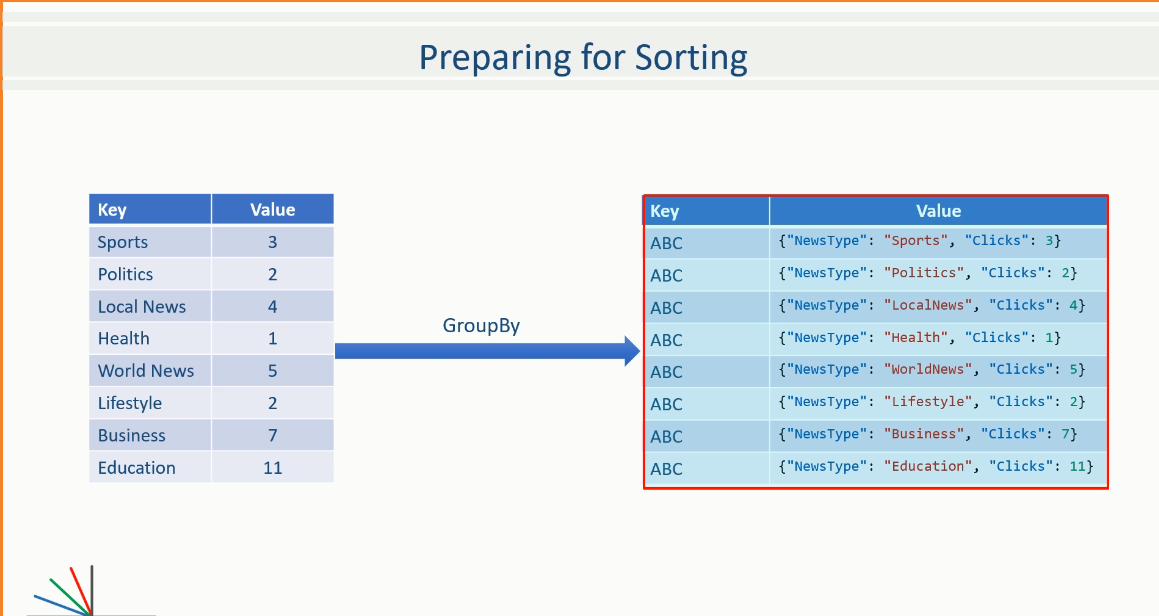 Preparing for Sorting
Key Value
Sports 3
Politics 2
Local News 4
Health 1
World News 5
Lifestyle 2
Business 7
Education 11
GroupBy
Key Value
ABC {"NewsType": "Sports", "Clicks": 3}
ABC {"NewsType": "Politics", "Clicks": 2}
ABC {"NewsType": "LocalNews", "Clicks": 4}
ABC {"NewsType": "Health", "Clicks": 1}
ABC {"NewsType": "WorldNews", "Clicks": 5}
ABC {"NewsType": "Lifestyle", "Clicks": 2}
ABC {"NewsType": "Business", "Clicks": 7}
ABC {"NewsType": "Education", "Clicks": 11}